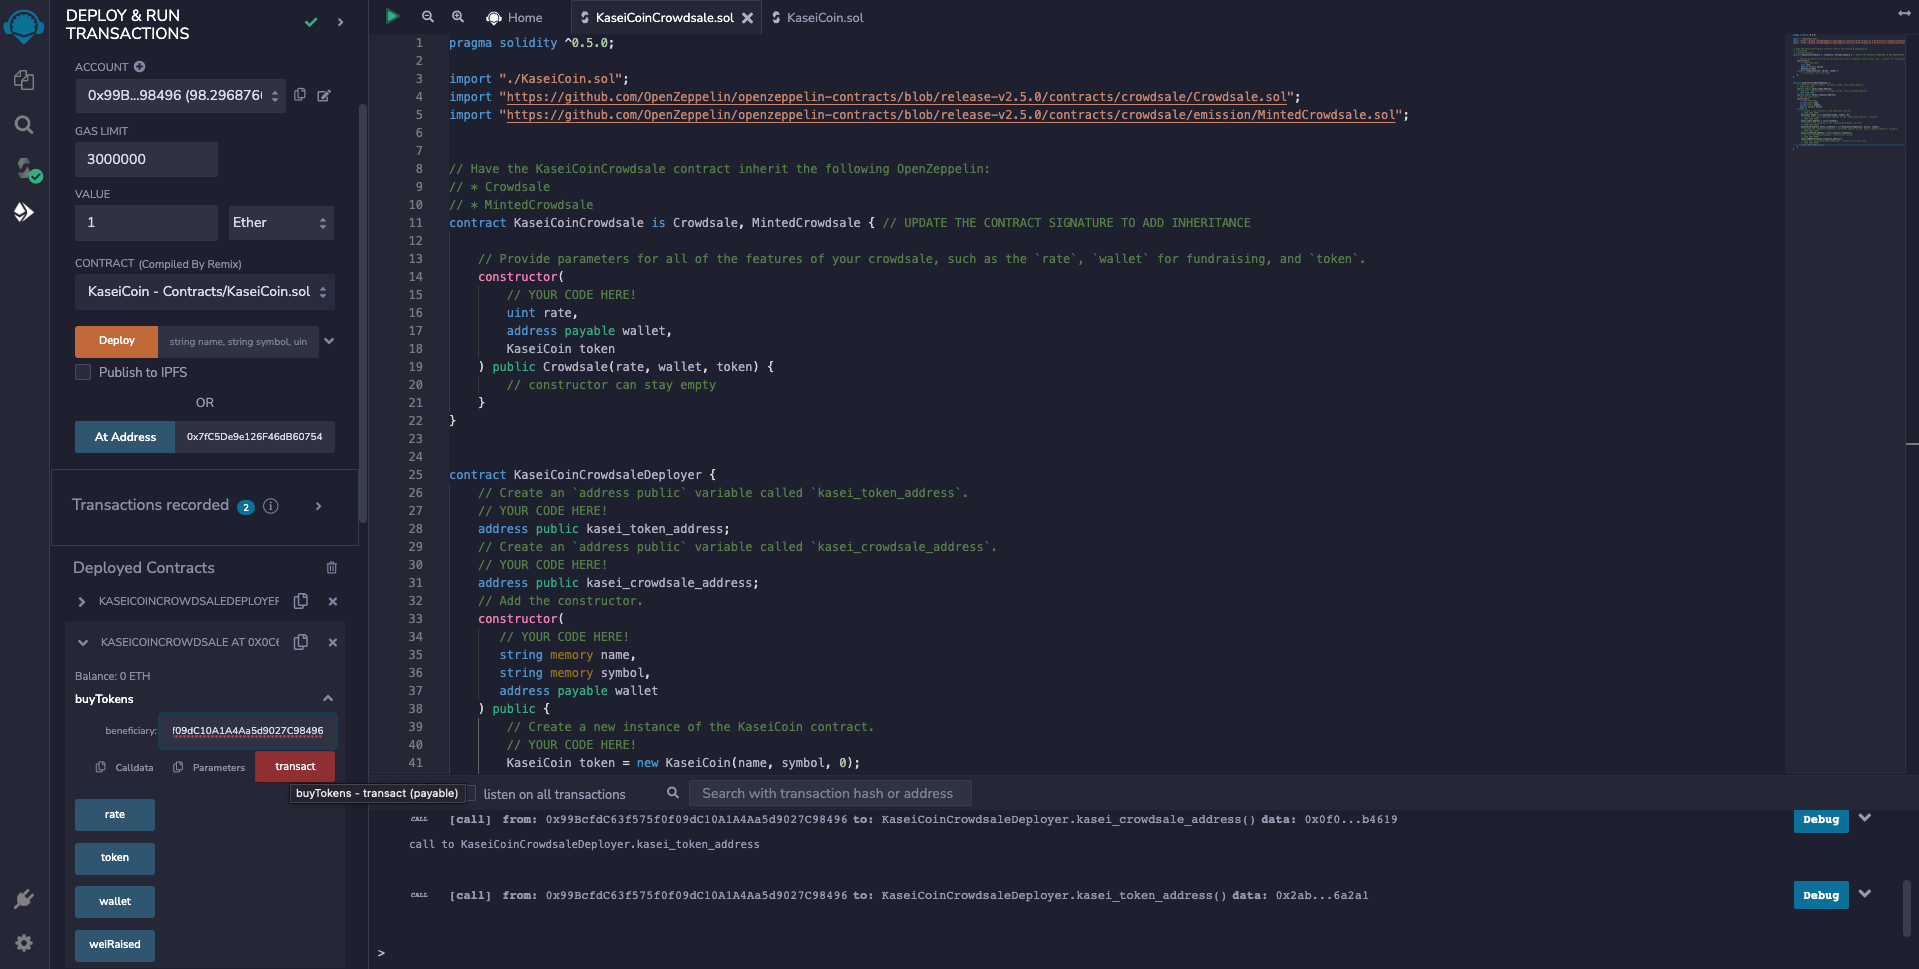 DEPLOY & RUN
TRANSACTIONS
ACCOUNT
0x99B...98496 (98.2968760
GAS LIMIT
3000000
VALUE
1
Ether
CONTRACT (Compiled By Remix)
KaseiCoin - Contracts/KaseiCoin.sol
Deploy
string name, string symbol, uin
Publish to IPFS
OR
At Address
0x7fC5De9e126F46dB60754
Transactions recorded 2 i
Deployed Contracts
KASEICOINCROWDSALEDEPLOYER
KASEICOINCROWDSALE AT 0X0C6
Balance: 0 ETH
buyTokens
beneficiary:
f09dC10A1A4Aa5d9027C98496
Calldata
Parameters
transact
buyTokens - transact (payable)
rate
token
wallet
weiRaised
Home
KaseiCoinCrowdsale.sol
KaseiCoin.sol
1 pragma solidity ^0.5.0;
2
3 import "./KaseiCoin.sol";
4 import "https://github.com/OpenZeppelin/openzeppelin-contracts/blob/release-v2.5.0/contracts/crowdsale/Crowdsale.sol";
5 import "https://github.com/OpenZeppelin/openzeppelin-contracts/blob/release-v2.5.0/contracts/crowdsale/emission/MintedCrowdsale.sol";
6
7
8 // Have the KaseiCoinCrowdsale contract inherit the following OpenZeppelin:
9 // * Crowdsale
10 // * MintedCrowdsale
11 contract KaseiCoinCrowdsale is Crowdsale, MintedCrowdsale { // UPDATE THE CONTRACT SIGNATURE TO ADD INHERITANCE
12
13 // Provide parameters for all of the features of your crowdsale, such as the `rate`, `wallet` for fundraising, and `token`.
14 constructor(
15 // YOUR CODE HERE!
16 uint rate,
17 address payable wallet,
18 KaseiCoin token
19 ) public Crowdsale(rate, wallet, token) {
20 // constructor can stay empty
21 }
22 }
23
24
25 contract KaseiCoinCrowdsaleDeployer {
26 // Create an `address public` variable called `kasei_token_address`.
27 // YOUR CODE HERE!
28 address public kasei_token_address;
29 // Create an `address public` variable called `kasei_crowdsale_address`.
30 // YOUR CODE HERE!
31 address public kasei_crowdsale_address;
32 // Add the constructor.
33 constructor(
34 // YOUR CODE HERE!
35 string memory name,
36 string memory symbol,
37 address payable wallet
38 ) public {
39 // Create a new instance of the KaseiCoin contract.
40 // YOUR CODE HERE!
41 KaseiCoin token = new KaseiCoin(name, symbol, 0);
listen on all transactions
Search with transaction hash or address
CALL [call] from: 0x99BcfdC63f575f0f09dC10A1A4Aa5d9027C98496 to: KaseiCoinCrowdsaleDeployer.kasei_crowdsale_address() data: 0x0f0...b4619
Debug
call to KaseiCoinCrowdsaleDeployer.kasei_token_address
CALL [call] from: 0x99BcfdC63f575f0f09dC10A1A4Aa5d9027C98496 to: KaseiCoinCrowdsaleDeployer.kasei_token_address() data: 0x2ab...6a2a1
Debug
>